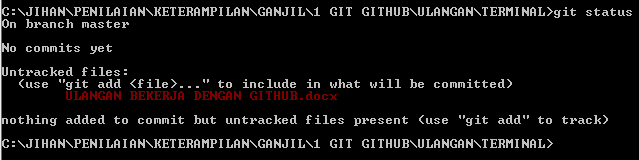 C:\JIHAN\PENILAIAN\KETERAMPILAN\GANJIL\1 GIT GITHUB\ULANGAN\TERMINAL>git status
On branch master
No commits yet
Untracked files:
(use "git add <file>..." to include in what will be committed)
ULANGAN BEKERJA DENGAN GITHUB.docx
nothing added to commit but untracked files present (use "git add" to track)
C:\JIHAN\PENILAIAN\KETERAMPILAN\GANJIL\1 GIT GITHUB\ULANGAN\TERMINAL>